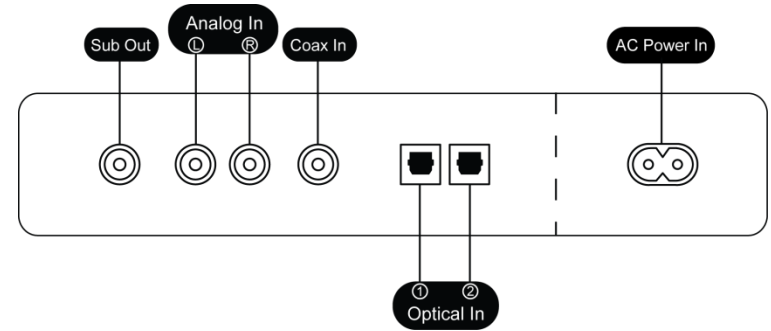 Sub Out
Analog In
L R
Coax In
AC Power In
1 2
Optical In